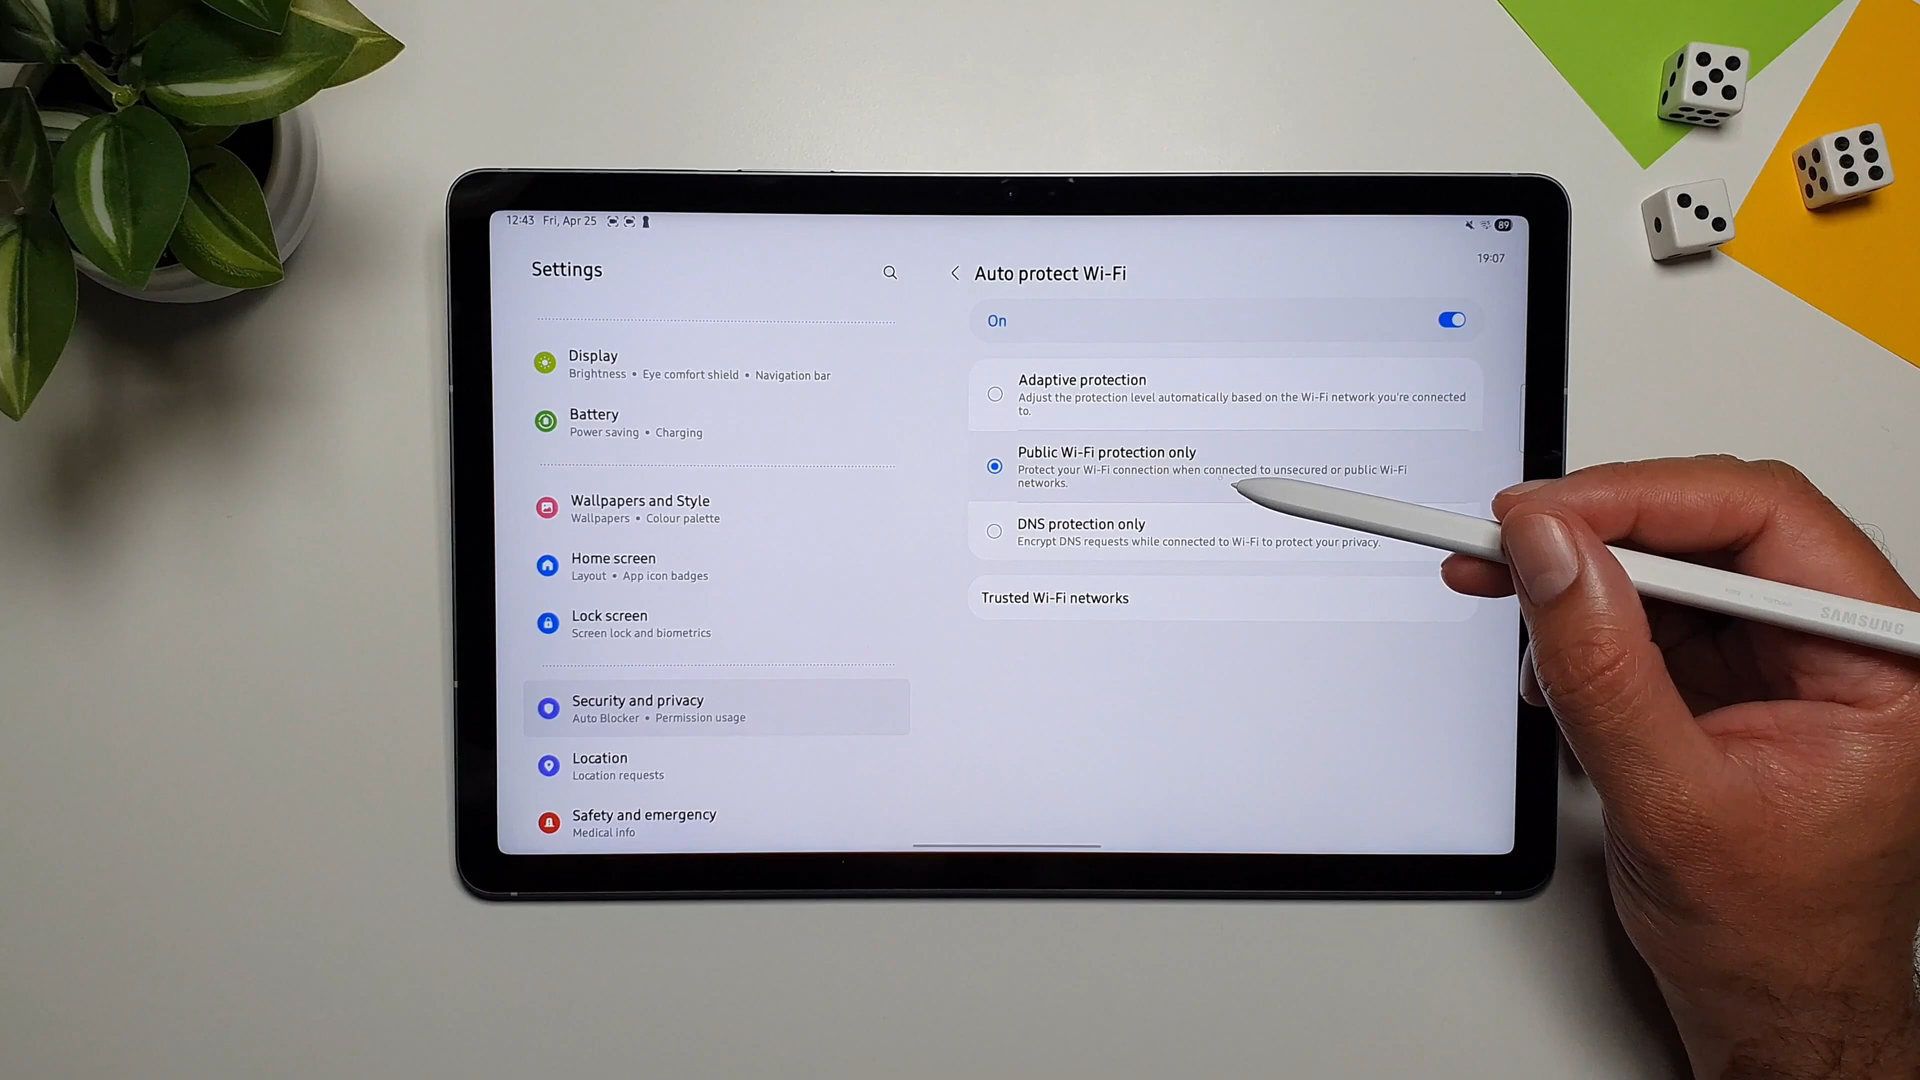 12:43 Fri, Apr 25
89
Settings
Display
Brightness • Eye comfort shield • Navigation bar
Battery
Power saving • Charging
Wallpapers and Style
Wallpapers • Colour palette
Home screen
Layout • App icon badges
Lock screen
Screen lock and biometrics
Security and privacy
Auto Blocker • Permission usage
Location
Location requests
Safety and emergency
Medical info
19:07
Auto protect Wi-Fi
On
Adaptive protection
Adjust the protection level automatically based on the Wi-Fi network you're connected
to.
Public Wi-Fi protection only
Protect your Wi-Fi connection when connected to unsecured or public Wi-Fi
networks.
DNS protection only
Encrypt DNS requests while connected to Wi-Fi to protect your privacy.
Trusted Wi-Fi networks
SAMSUNG